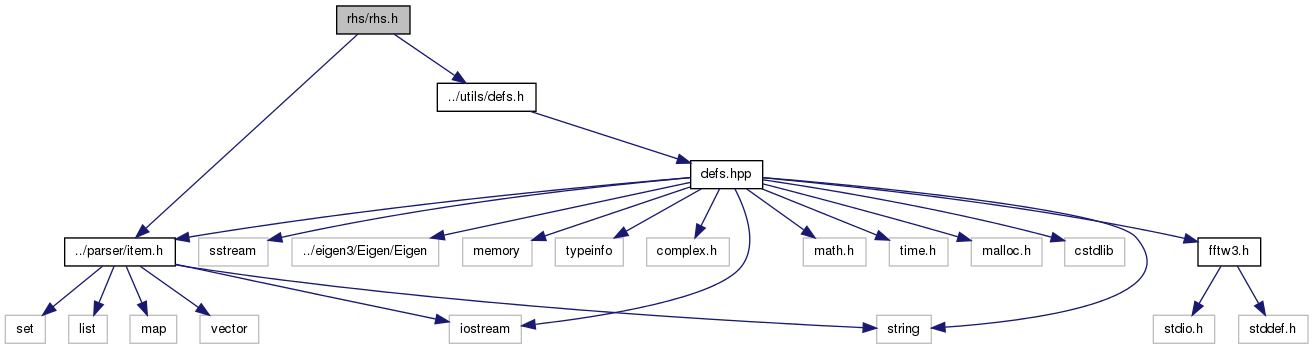 rhs/rhs.h
../utils/defs.h
defs.hpp
../parser/item.h
sstream
../eigen3/Eigen/Eigen
memory
typeinfo
complex.h
math.h
time.h
malloc.h
cstdlib
fftw3.h
set
list
map
vector
iostream
string
stdio.h
stddef.h